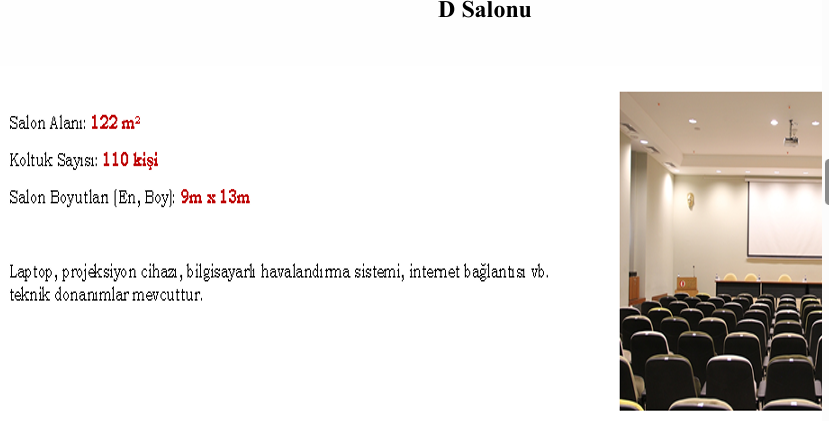 D Salonu
Salon Alanı: 122 m²
Koltuk Sayısı: 110 kişi
Salon Boyutları (En, Boy): 9m x 13m
Laptop, projeksiyon cihazı, bilgisayarlı havalandırma sistemi, internet bağlantısı vb.
teknik donanımlar mevcuttur.